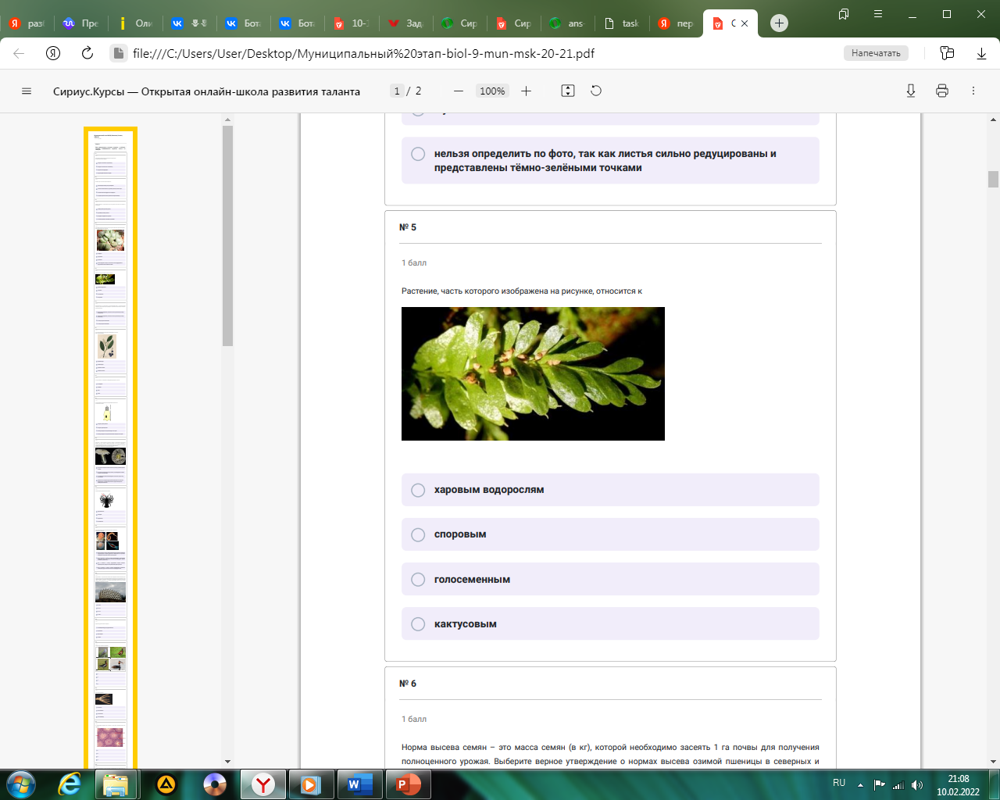 раз
Пре
Оли
Бот
Бот
10-
Зад
Сир
Сир
ans-
task
пер
С
file:///C:/Users/User/Desktop/Муниципальный%20этап-biol-9-mun-msk-20-21.pdf
Напечатать
Сириус.Курсы — Открытая онлайн-школа развития таланта
1 / 2
100%
нельзя определить по фото, так как листья сильно редуцированы и
представлены тёмно-зелёными точками
№ 5
1 балл
Растение, часть которого изображена на рисунке, относится к
харовым водорослям
споровым
голосеменным
кактусовым
№ 6
1 балл
Норма высева семян – это масса семян (в кг), которой необходимо засеять 1 га почвы для получения
полноценного урожая. Выберите верное утверждение о нормах высева озимой пшеницы в северных и
RU
21:08
10.02.2022